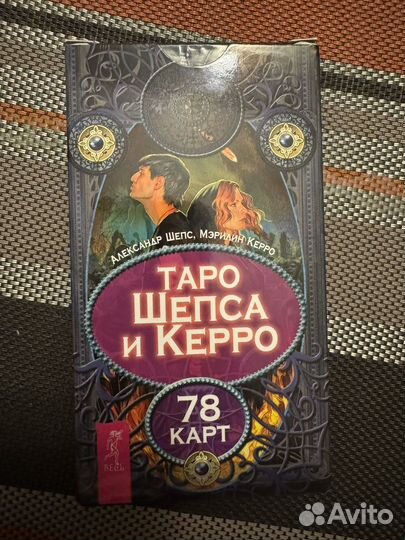 Александр Шепс, Мэрилин Керро
ТАРО
ШЕПСА
и КЕРРО
78
КАРТ
ВЕСЬ
Avito